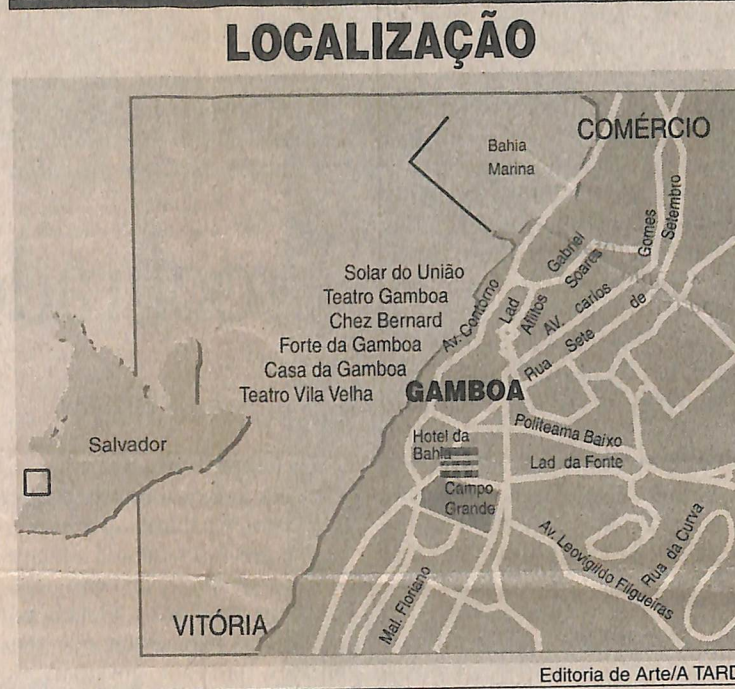 LOCALIZAÇÃO
COMÉRCIO
Bahia
Marina
Gabriel
Soares
Gomes
Setembro
Solar do União
Teatro Gamboa
Chez Bernard
Forte da Gamboa
Casa da Gamboa
Teatro Vila Velha
Av. Contorno
Lad
Aflitos
AV. carlos
Rua Sete de
GAMBOA
Salvador
Hotel da
Bahia
Campo
Grande
Politeama Baixo
Lad da Fonte
Av. Leovigildo Filgueiras
Rua da Curva
Mal. Floriano
VITÓRIA
Editoria de Arte/A TARD